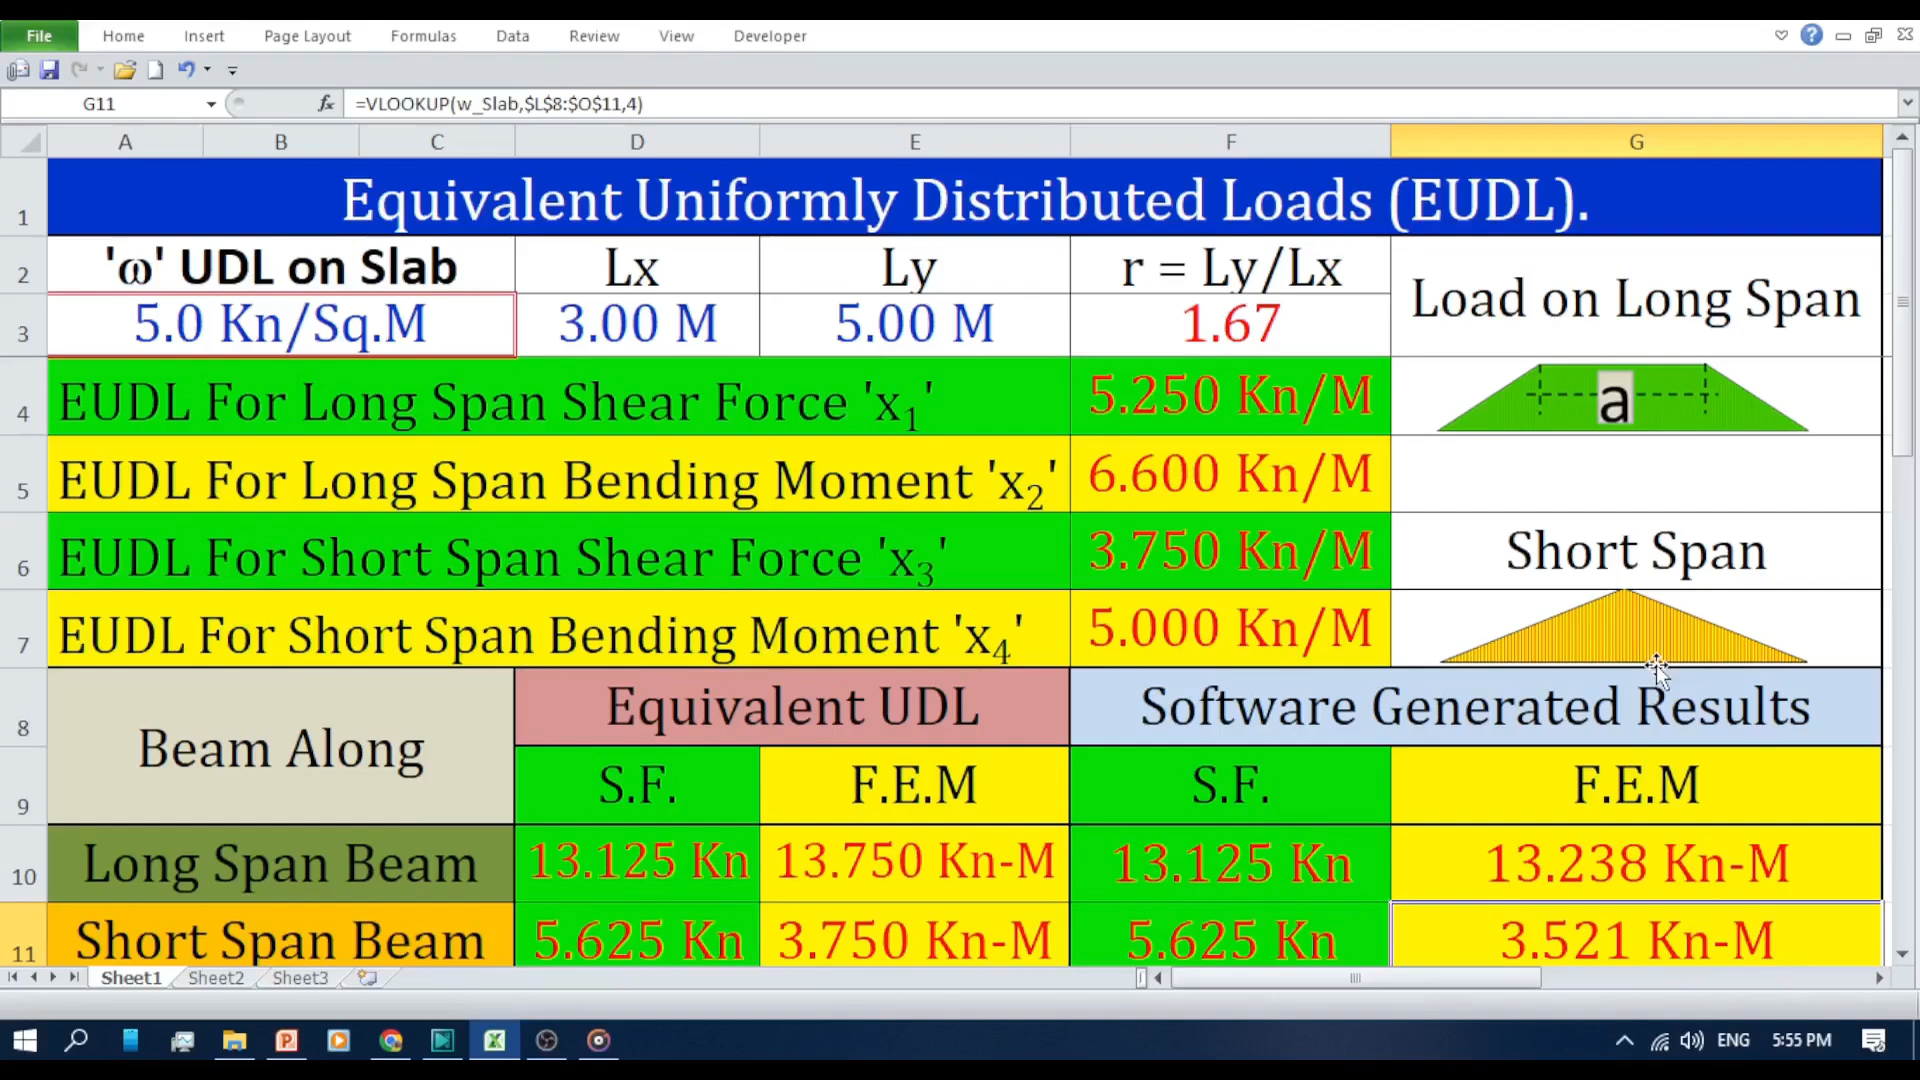 File Home Insert Page Layout Formulas Data Review View Developer
G11 fx =VLOOKUP(w_Slab,$L$8:$O$11,4)
A B C D E F G
1 Equivalent Uniformly Distributed Loads (EUDL).
2 'ω' UDL on Slab Lx Ly r = Ly/Lx Load on Long Span
3 5.0 Kn/Sq.M 3.00 M 5.00 M 1.67
4 EUDL For Long Span Shear Force 'x1' 5.250 Kn/M a
5 EUDL For Long Span Bending Moment 'x2' 6.600 Kn/M
6 EUDL For Short Span Shear Force 'x3' 3.750 Kn/M Short Span
7 EUDL For Short Span Bending Moment 'x4' 5.000 Kn/M
8 Beam Along Equivalent UDL Software Generated Results
9 S.F. F.E.M S.F. F.E.M
10 Long Span Beam 13.125 Kn 13.750 Kn-M 13.125 Kn 13.238 Kn-M
11 Short Span Beam 5.625 Kn 3.750 Kn-M 5.625 Kn 3.521 Kn-M
Sheet1 Sheet2 Sheet3
ENG 5:55 PM